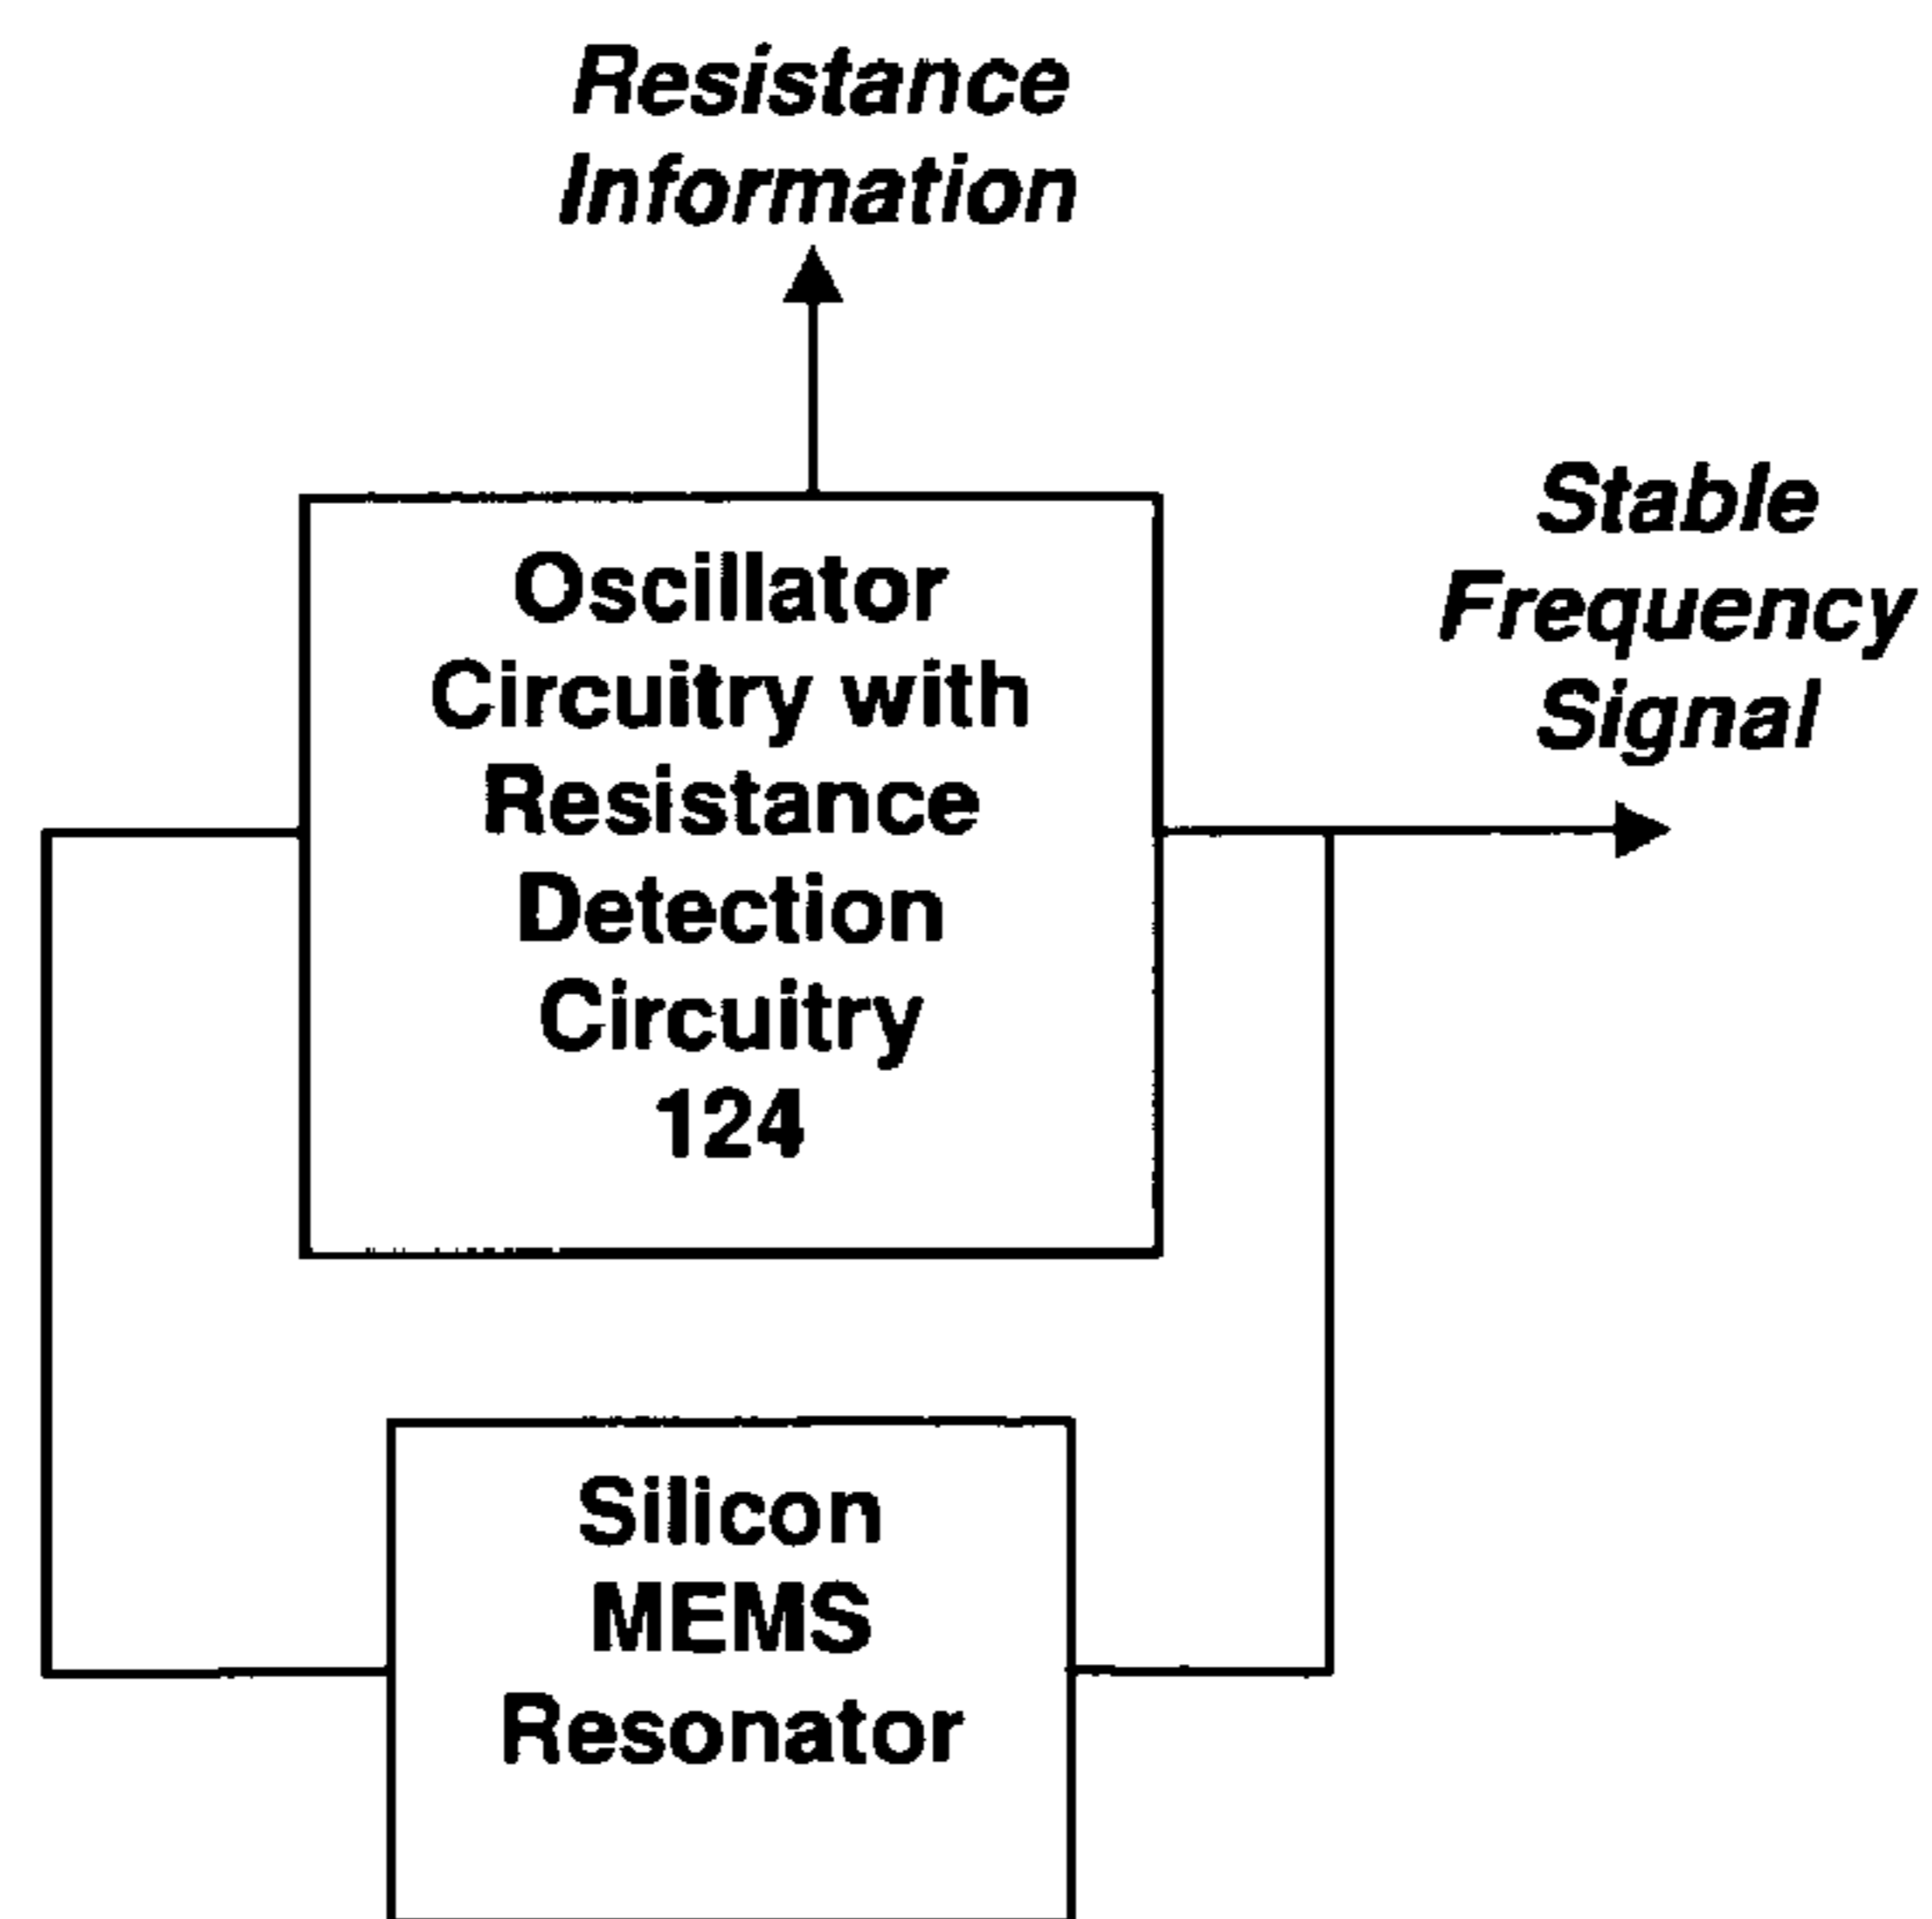 Resistance
Information
Stable
Frequency
Signal
Oscillator
Circuitry with
Resistance
Detection
Circuitry
124
Silicon
MEMS
Resonator